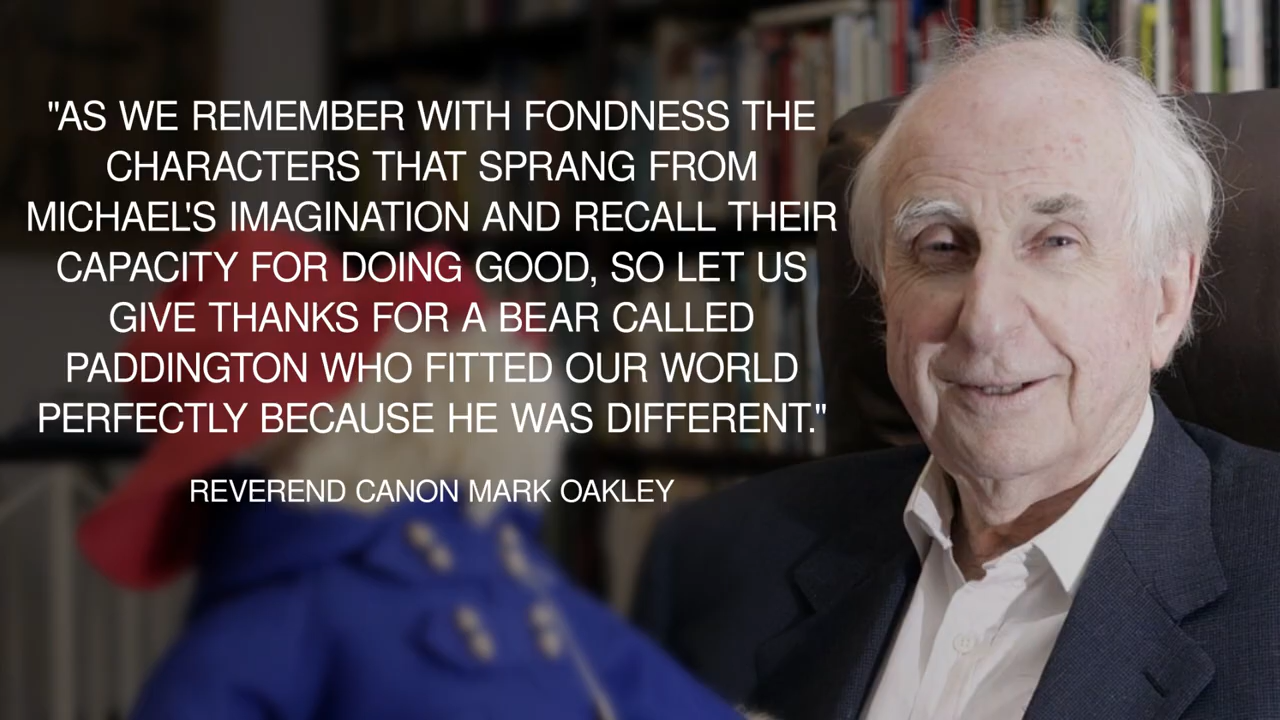 "AS WE REMEMBER WITH FONDNESS THE
CHARACTERS THAT SPRANG FROM
MICHAEL'S IMAGINATION AND RECALL THEIR
CAPACITY FOR DOING GOOD, SO LET US
GIVE THANKS FOR A BEAR CALLED
PADDINGTON WHO FITTED OUR WORLD
PERFECTLY BECAUSE HE WAS DIFFERENT."
REVEREND CANON MARK OAKLEY